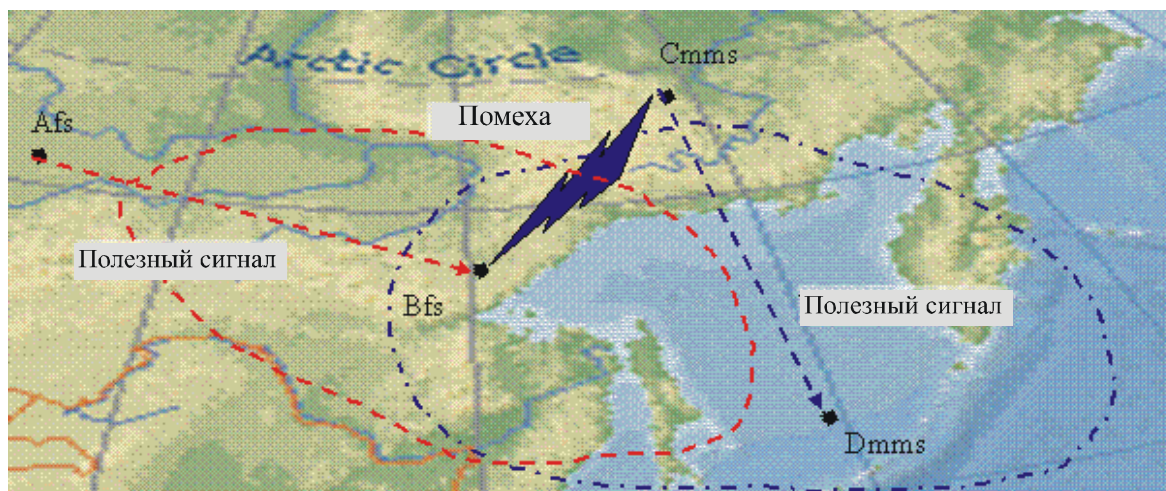 Arctic Circle
Cmms
Помеха
Afs
Полезный сигнал
Bfs
Полезный сигнал
Dmms